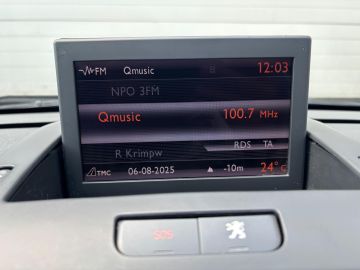 FM Qmusic 12:03
NPO 3FM
Qmusic 100.7 MHz
RDS TA
R Krimpw
TMC 06-08-2025 -10m 24°C
SOS